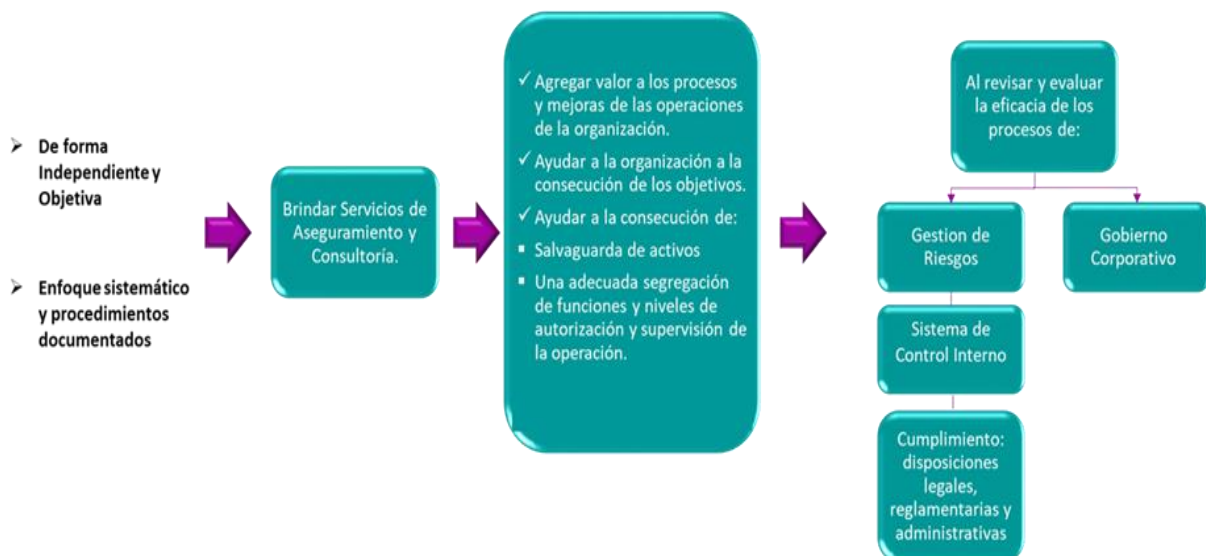 ➢ De forma
Independiente y
Objetiva
➢ Enfoque sistemático
y procedimientos
documentados
Brindar Servicios de
Aseguramiento y
Consultoría.
✓ Agregar valor a los procesos
y mejoras de las operaciones
de la organización.
✓ Ayudar a la organización a la
consecución de los objetivos.
✓ Ayudar a la consecución de:
▪ Salvaguarda de activos
▪ Una adecuada segregación
de funciones y niveles de
autorización y supervisión de
la operación.
Al revisar y evaluar
la eficacia de los
procesos de:
Gestion de
Riesgos
Gobierno
Corporativo
Sistema de
Control Interno
Cumplimiento:
disposiciones
legales,
reglamentarias y
administrativas